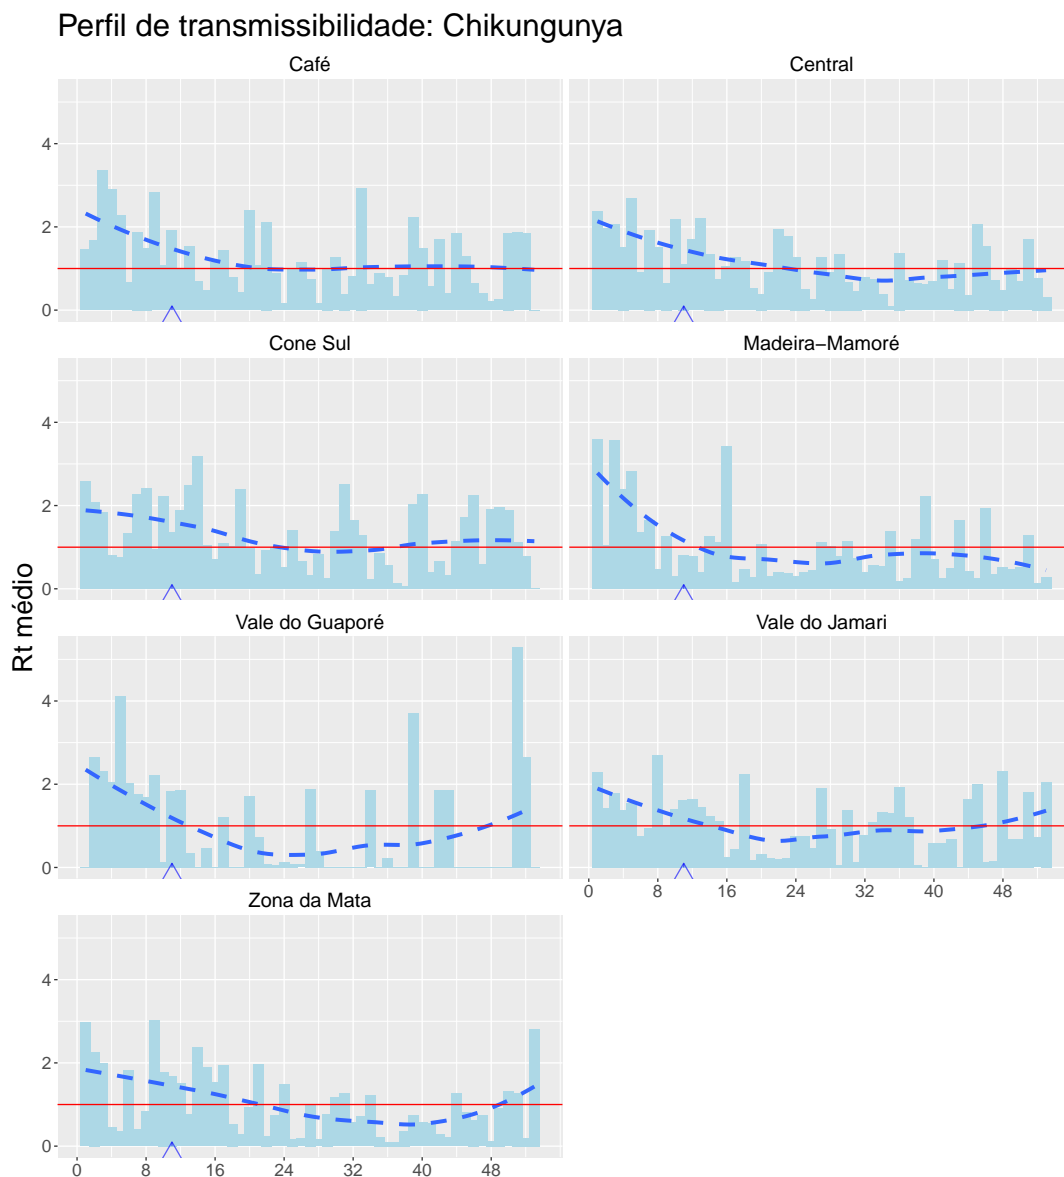 Perfil de transmissibilidade: Chikungunya
Café
Central
4
2
0
Cone Sul
Madeira−Mamoré
4
2
0
Rt médio
Vale do Guaporé
Vale do Jamari
4
2
0
0 8 16 24 32 40 48
Zona da Mata
4
2
0
0 8 16 24 32 40 48